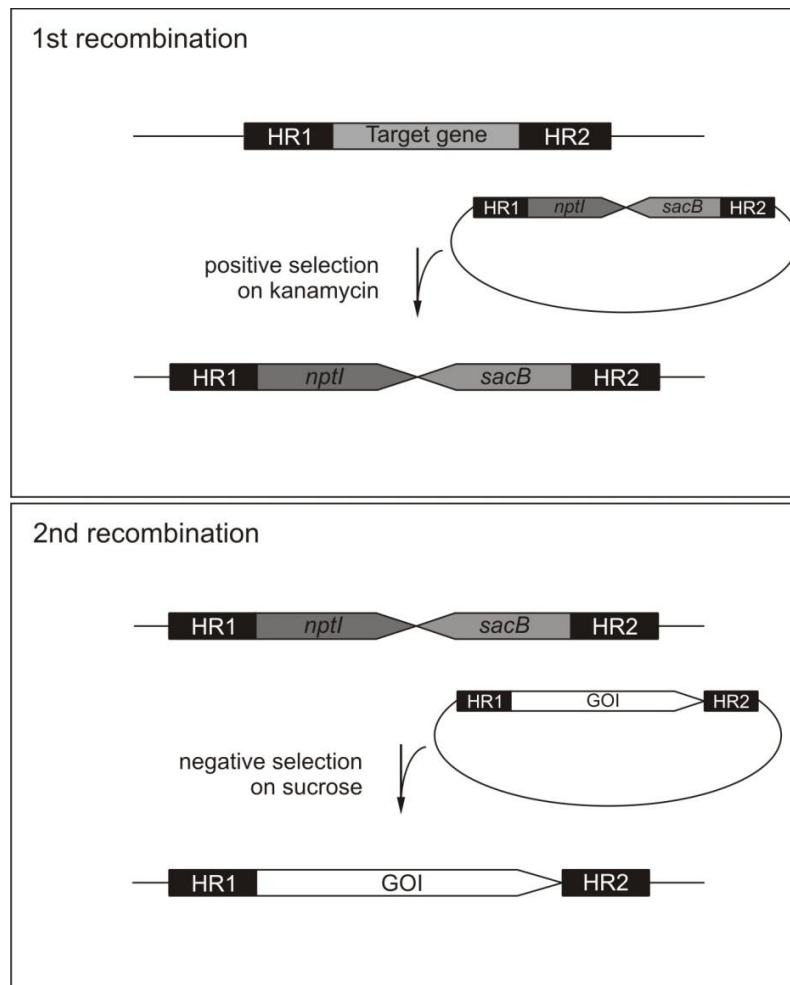 1st recombination
HR1 Target gene HR2
HR1 nptI sacB HR2
positive selection
on kanamycin
HR1 nptI sacB HR2
2nd recombination
HR1 nptI sacB HR2
HR1 GOI HR2
negative selection
on sucrose
HR1 GOI HR2